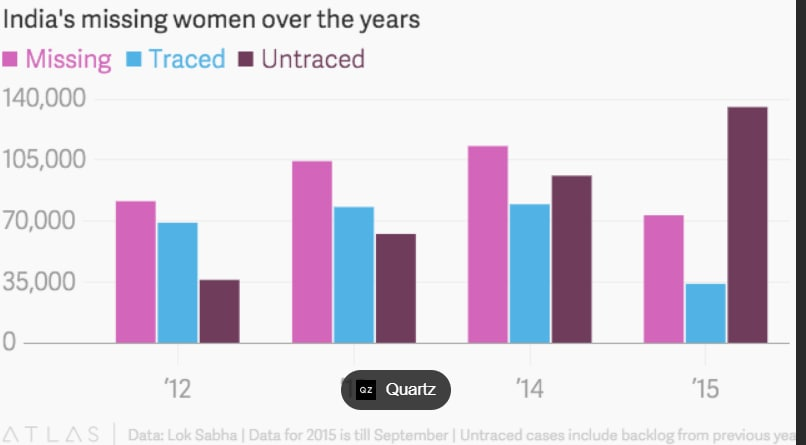 India's missing women over the years
Missing Traced Untraced
140,000
105,000
70,000
35,000
0
'12 '14 '15
GZ Quartz
ATLAS Data: Lok Sabha | Data for 2015 is till September | Untraced cases include backlog from previous